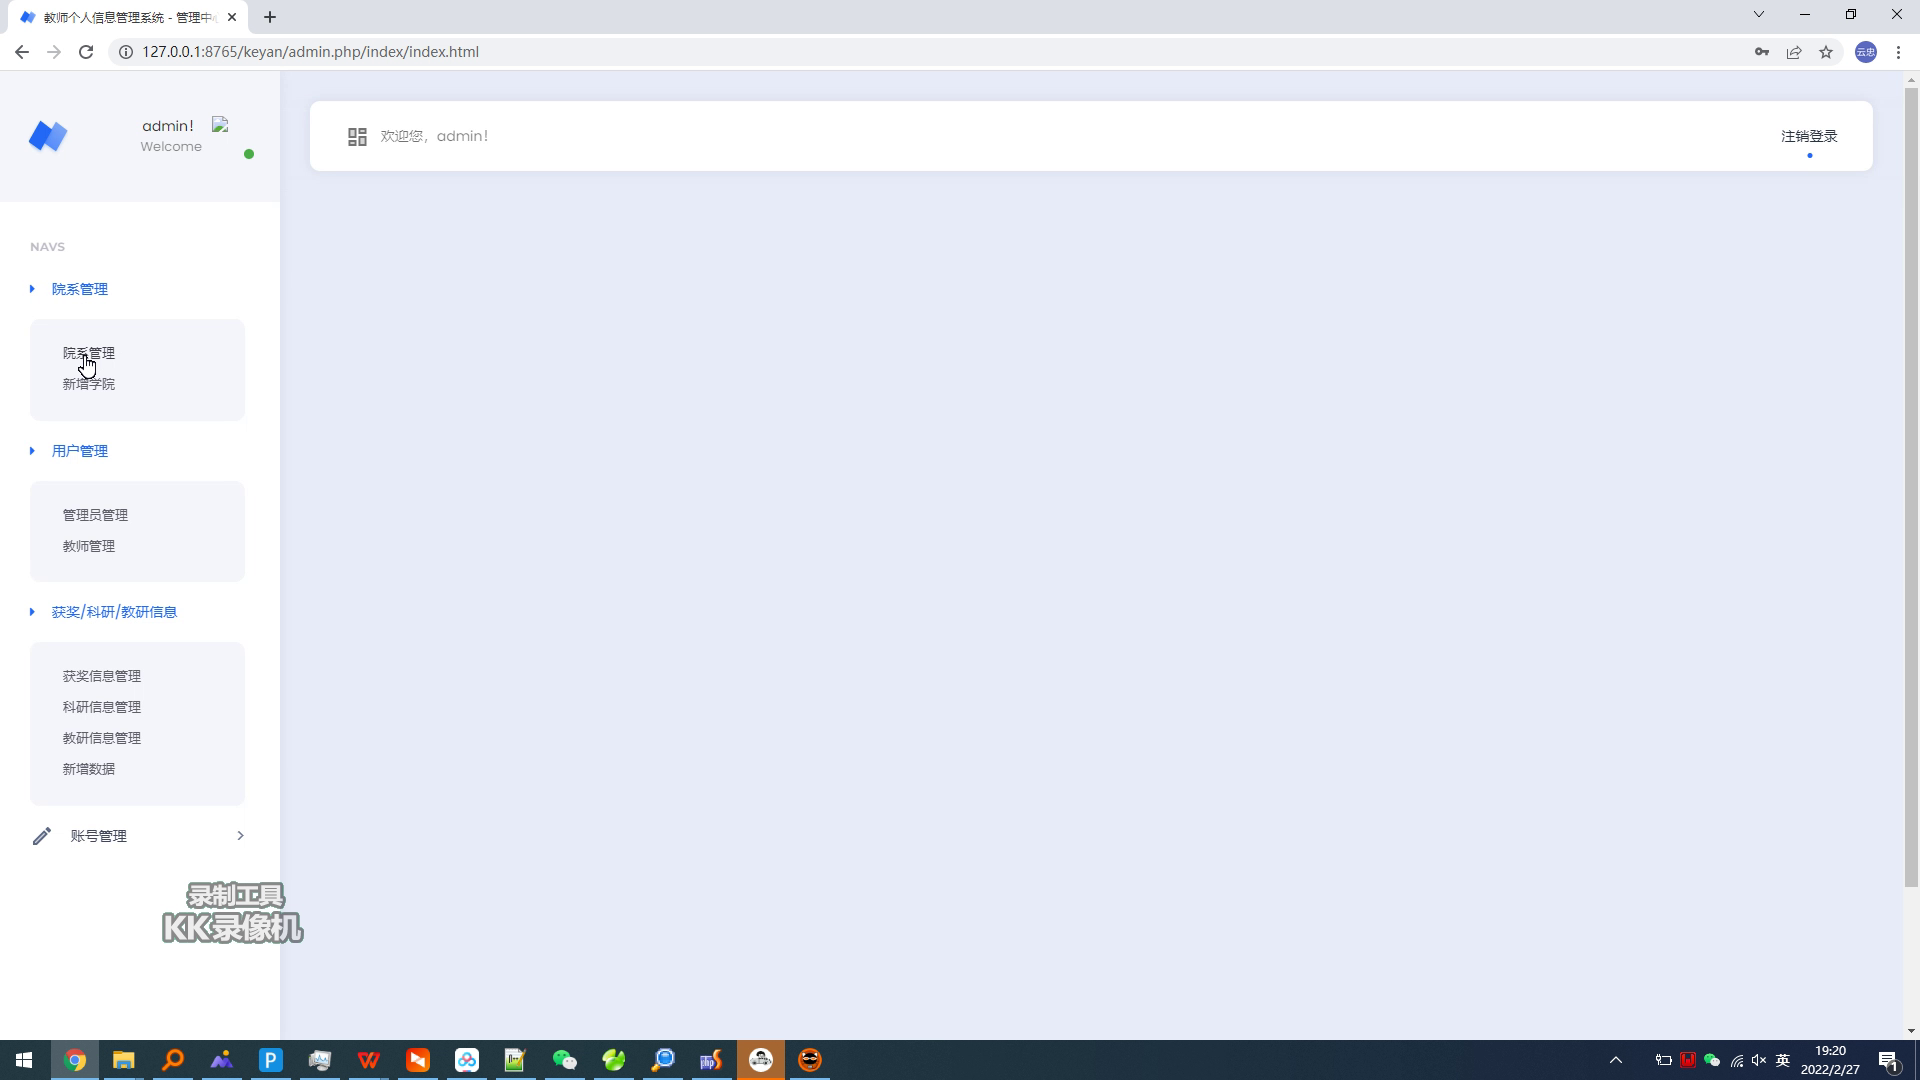 教师个人信息管理系统 - 管理中
127.0.0.1:8765/keyan/admin.php/index/index.html
云忠
admin!
Welcome
欢迎您，admin!
注销登录
NAVS
院系管理
院系管理
新增学院
用户管理
管理员管理
教师管理
获奖/科研/教研信息
获奖信息管理
科研信息管理
教研信息管理
新增数据
账号管理
录制工具
KK录像机
英
19:20
2022/2/27
1